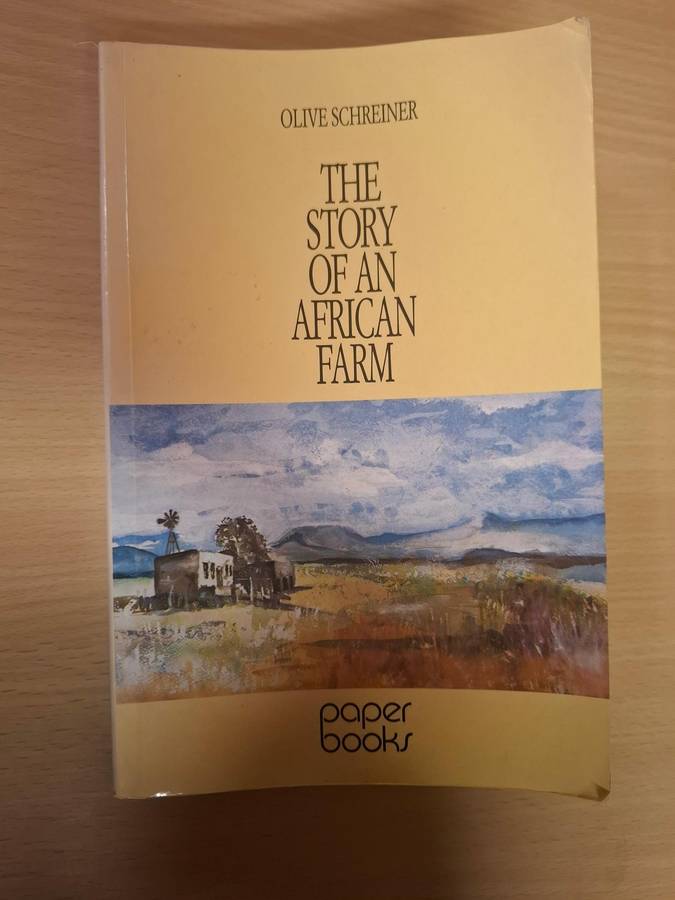 OLIVE SCHREINER
THE
STORY
OF AN
AFRICAN
FARM
paper
books